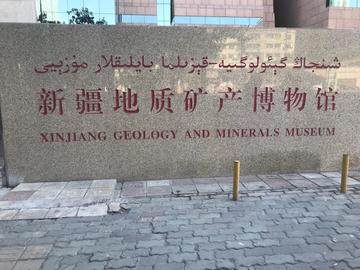 شىنجاڭ گېئولوگىيە-قېزىلما بايلىقلار مۇزېيى
新疆地质矿产博物馆
XINJIANG GEOLOGY AND MINERALS MUSEUM